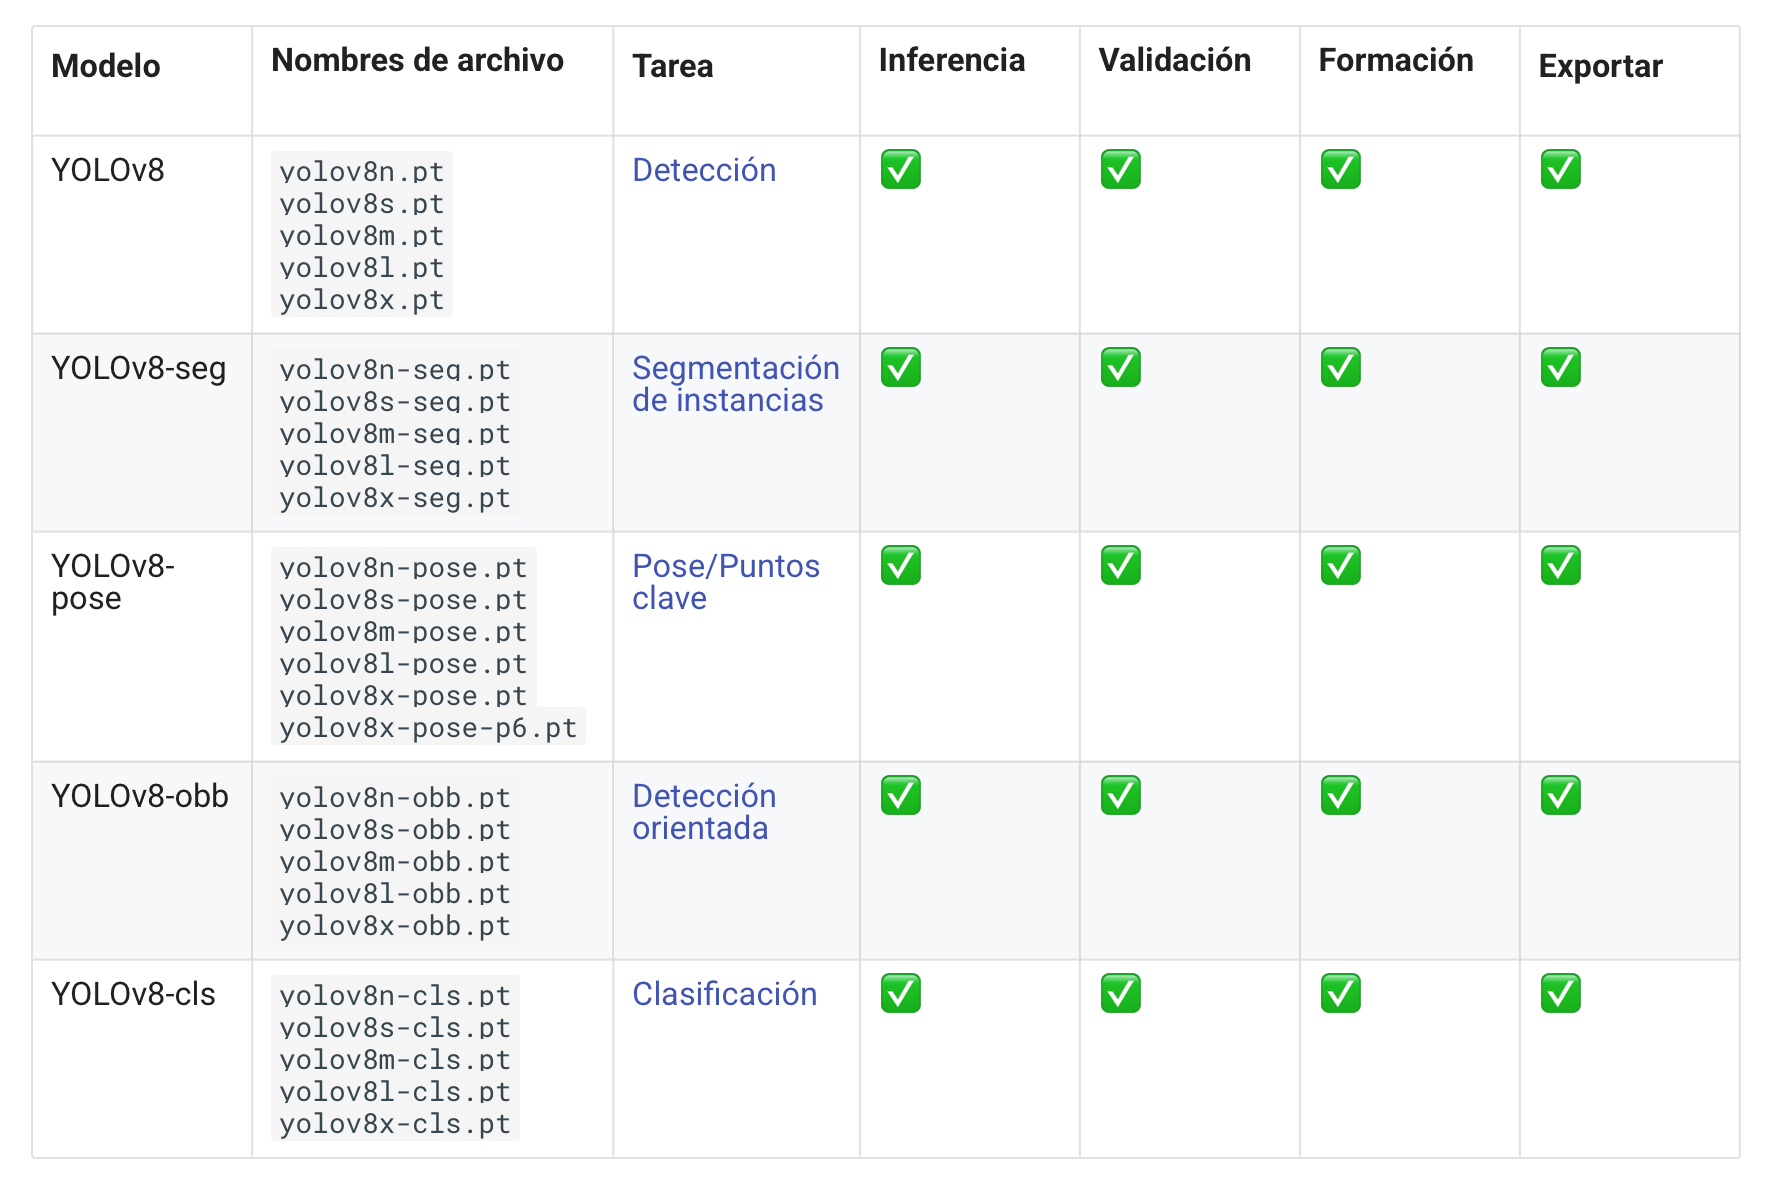 Modelo
Nombres de archivo
Tarea
Inferencia
Validación
Formación
Exportar
YOLOv8
yolov8n.pt
yolov8s.pt
yolov8m.pt
yolov8l.pt
yolov8x.pt
Detección
✅
✅
✅
✅
YOLOv8-seg
yolov8n-seg.pt
yolov8s-seg.pt
yolov8m-seg.pt
yolov8l-seg.pt
yolov8x-seg.pt
Segmentación
de instancias
✅
✅
✅
✅
YOLOv8-
pose
yolov8n-pose.pt
yolov8s-pose.pt
yolov8m-pose.pt
yolov8l-pose.pt
yolov8x-pose.pt
yolov8x-pose-p6.pt
Pose/Puntos
clave
✅
✅
✅
✅
YOLOv8-obb
yolov8n-obb.pt
yolov8s-obb.pt
yolov8m-obb.pt
yolov8l-obb.pt
yolov8x-obb.pt
Detección
orientada
✅
✅
✅
✅
YOLOv8-cls
yolov8n-cls.pt
yolov8s-cls.pt
yolov8m-cls.pt
yolov8l-cls.pt
yolov8x-cls.pt
Clasificación
✅
✅
✅
✅